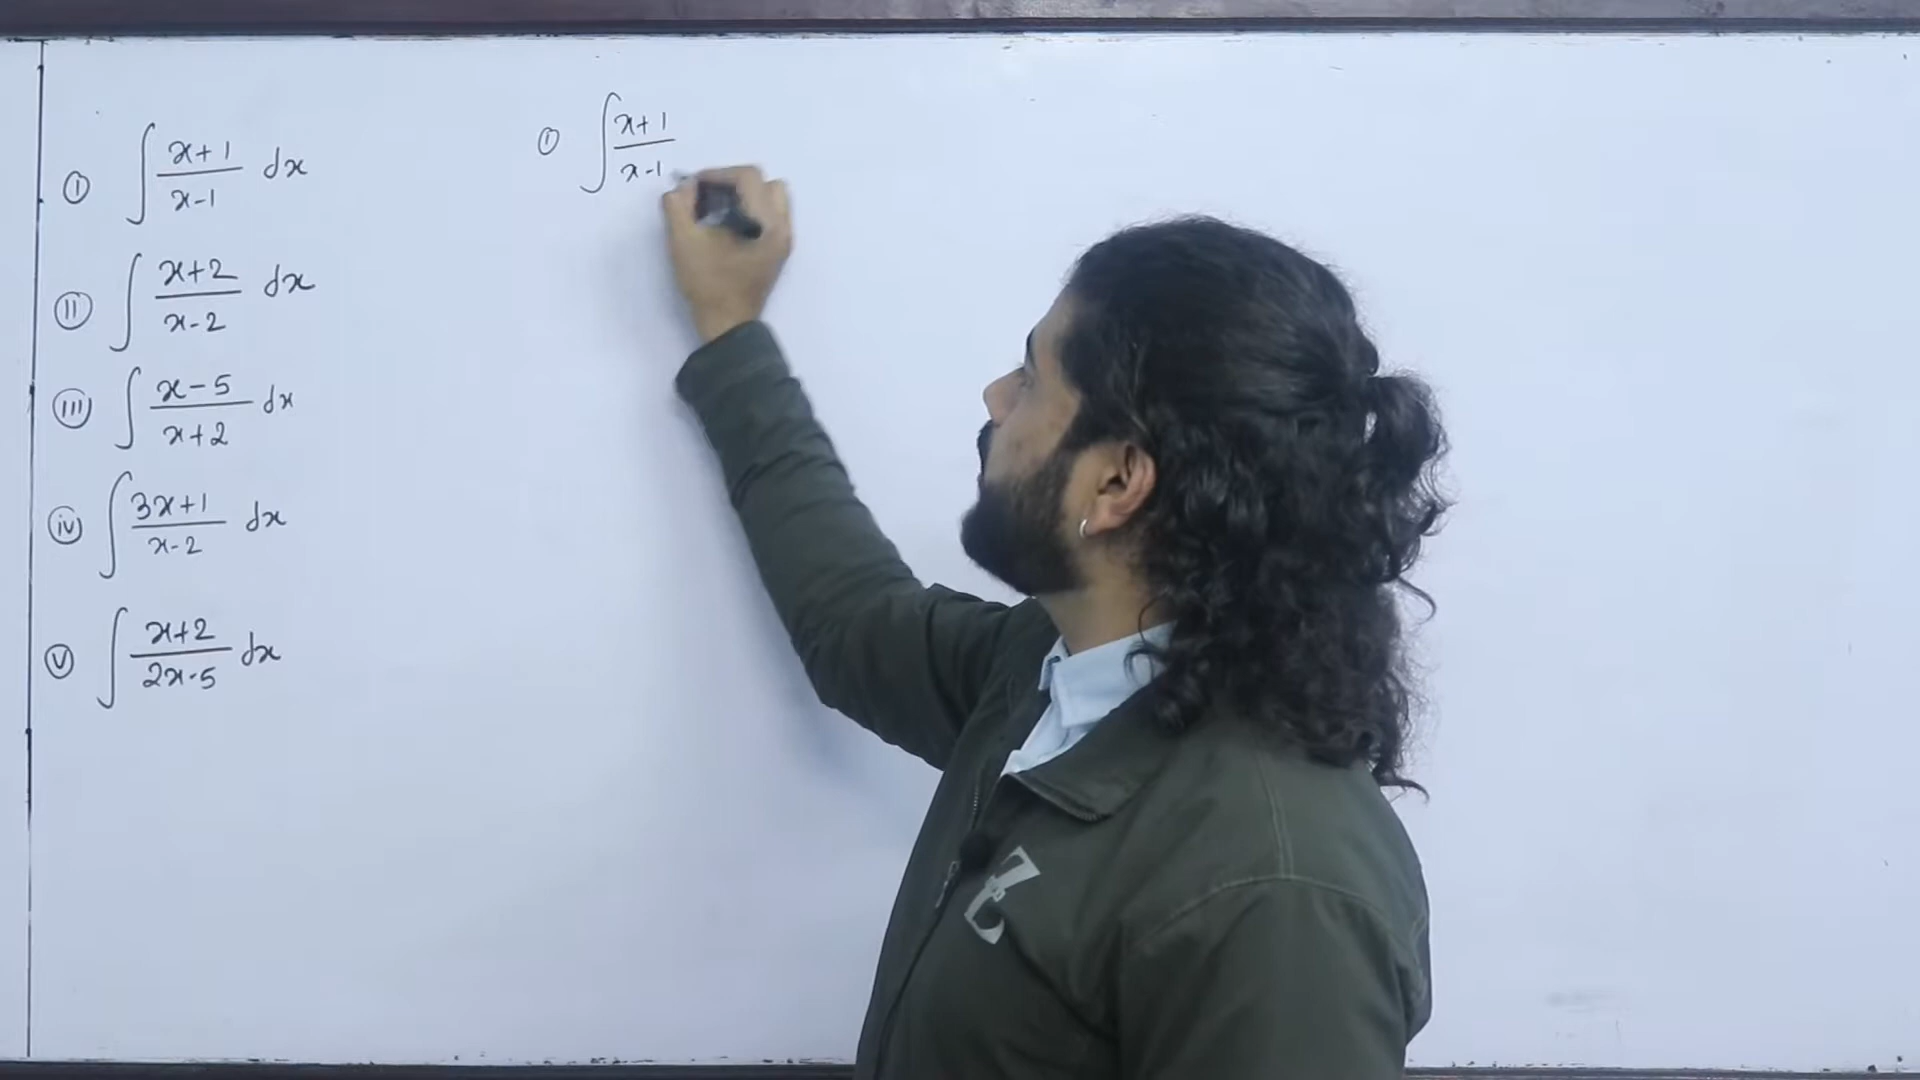 ① ∫ (x+1)/(x-1) dx
ⓘⓘ ∫ (x+2)/(x-2) dx
ⓘⓘⓘ ∫ (x-5)/(x+2) dx
ⓘⓥ ∫ (3x+1)/(x-2) dx
ⓥ ∫ (x+2)/(2x-5) dx
① ∫ (x+1)/(x-1)